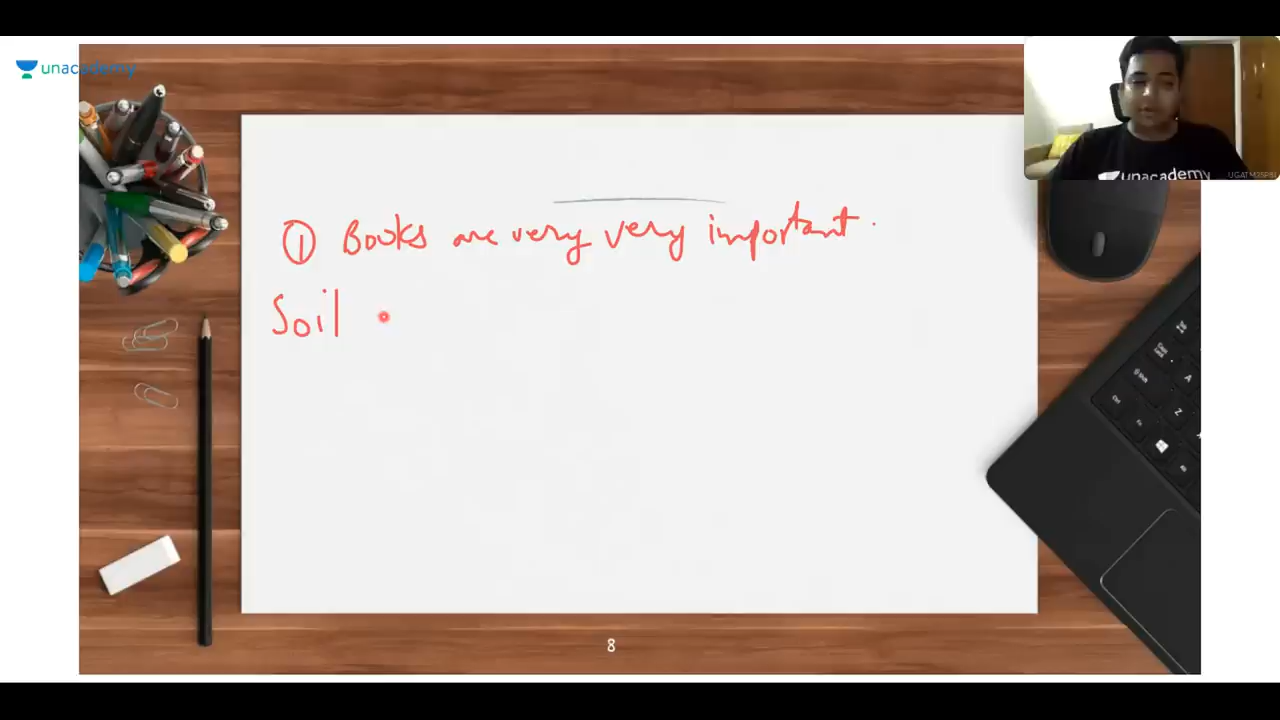 unacademy
① Books are very very important.
Soil
unacademy
8